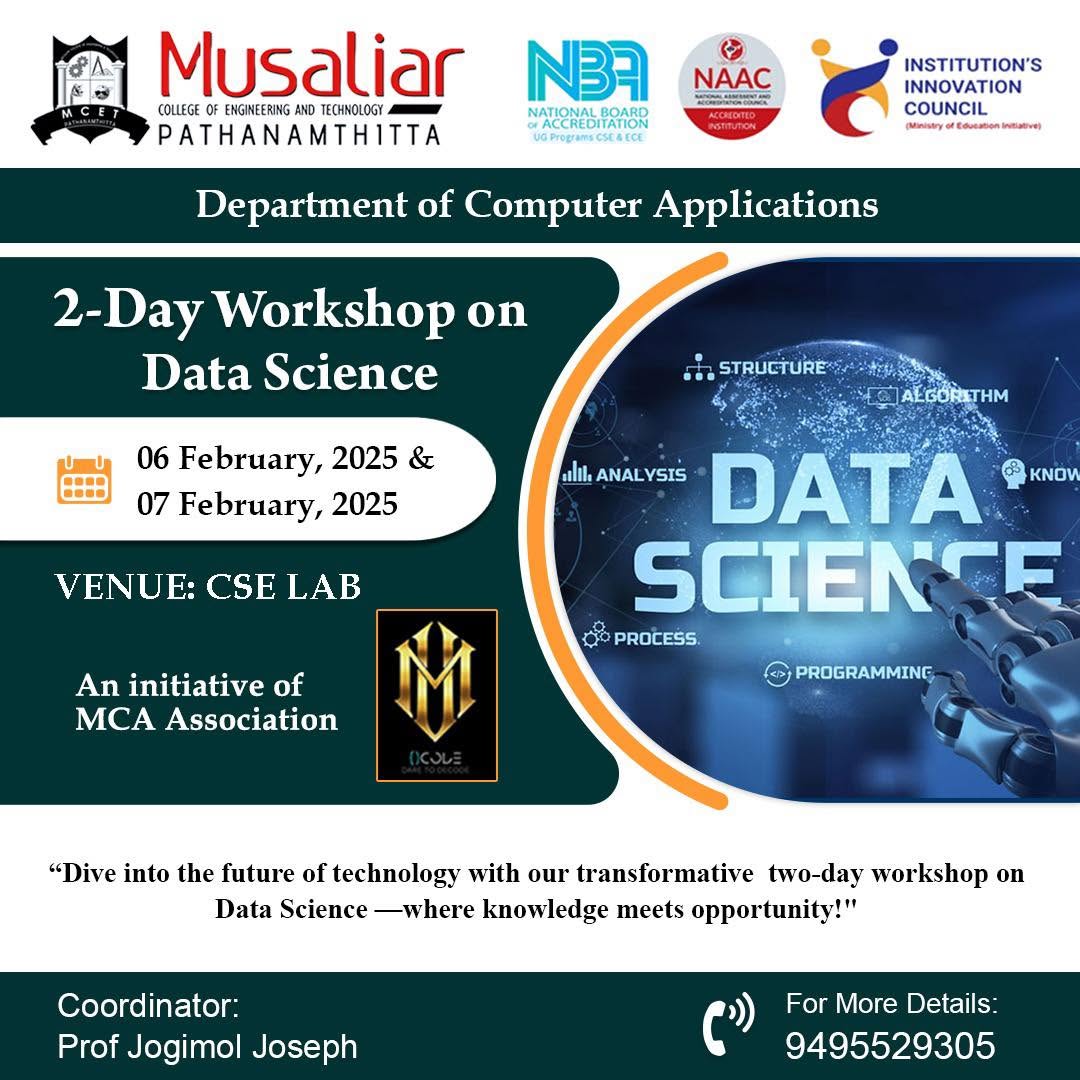 MCET
PATHANAMTHITTA
Musaliar
COLLEGE OF ENGINEERING AND TECHNOLOGY
PATHANAMTHITTA
NBA
NATIONAL BOARD
OF ACCREDITATION
UG Programs CSE & ECE
NAAC
NATIONAL ASSESSMENT AND
ACCREDITATION COUNCIL
ACCREDITED
INSTITUTION
INSTITUTION'S
INNOVATION
COUNCIL
(Ministry of Education Initiative)
Department of Computer Applications
2-Day Workshop on
Data Science
06 February, 2025 &
07 February, 2025
VENUE: CSE LAB
An initiative of
MCA Association
DARE TO DECODE
STRUCTURE
ALGORITHM
ANALYSIS
KNOW
DATA
SCIENCE
PROCESS
PROGRAMMING
“Dive into the future of technology with our transformative two-day workshop on
Data Science —where knowledge meets opportunity!"
Coordinator:
Prof Jogimol Joseph
For More Details:
9495529305